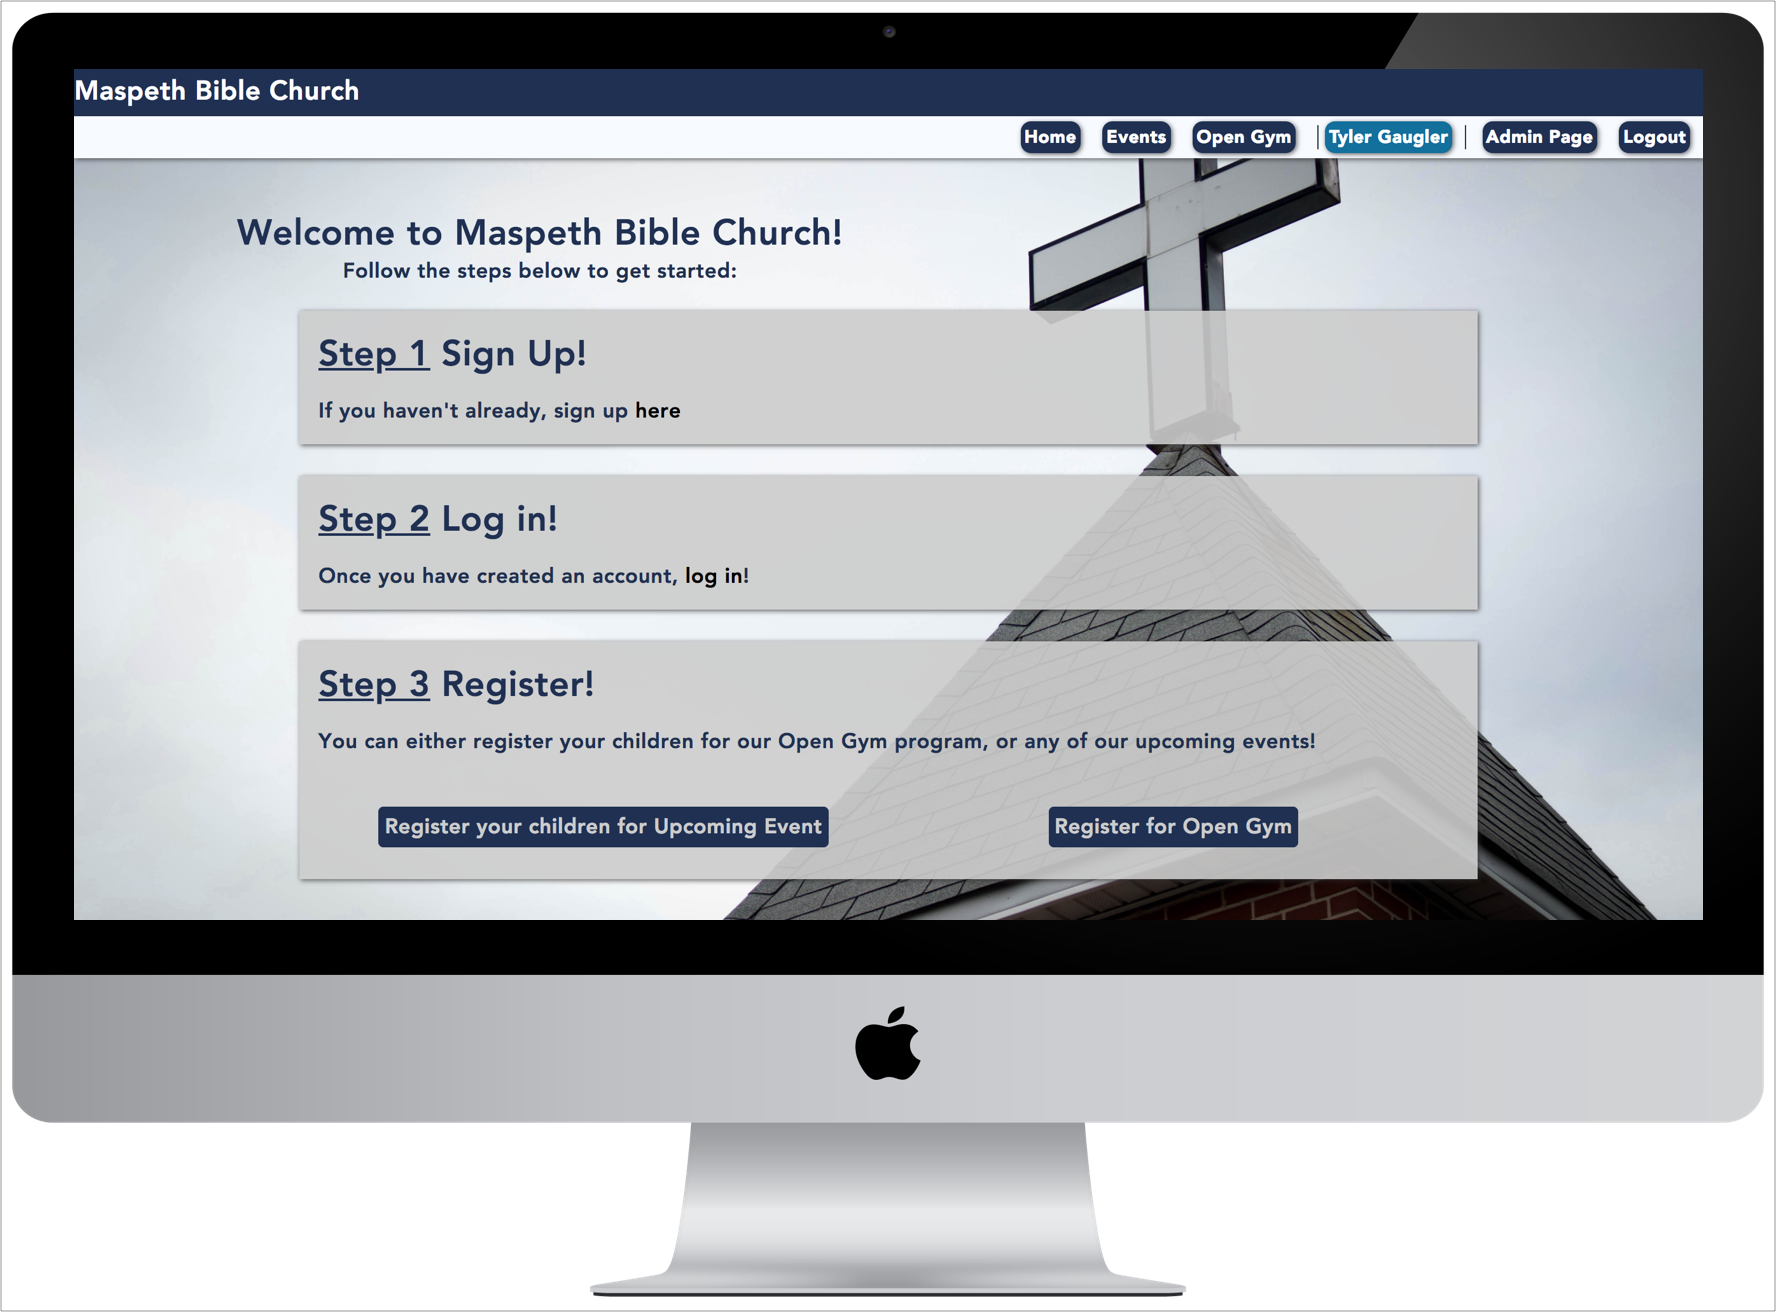 Maspeth Bible Church
Home Events Open Gym | Tyler Gaugler | Admin Page Logout
Welcome to Maspeth Bible Church!
Follow the steps below to get started:
Step 1 Sign Up!
If you haven't already, sign up here
Step 2 Log in!
Once you have created an account, log in!
Step 3 Register!
You can either register your children for our Open Gym program, or any of our upcoming events!
Register your children for Upcoming Event Register for Open Gym